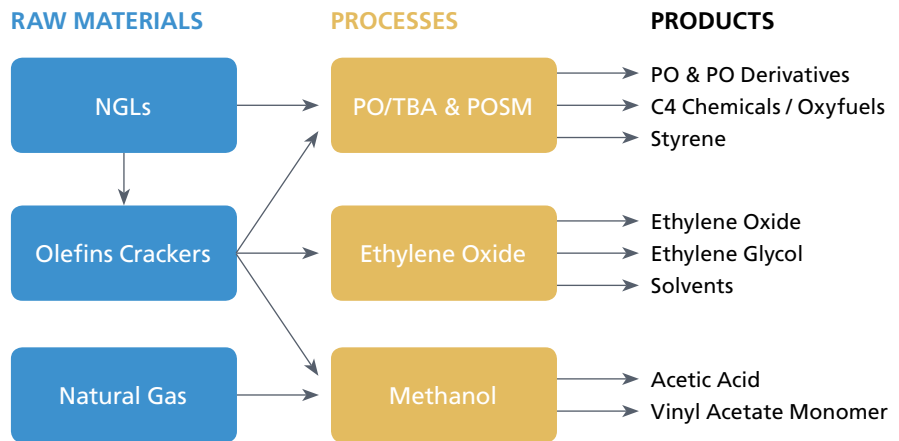 RAW MATERIALS
PROCESSES
PRODUCTS
NGLs
PO/TBA & POSM
PO & PO Derivatives
C4 Chemicals / Oxyfuels
Styrene
Olefins Crackers
Ethylene Oxide
Ethylene Oxide
Ethylene Glycol
Solvents
Natural Gas
Methanol
Acetic Acid
Vinyl Acetate Monomer